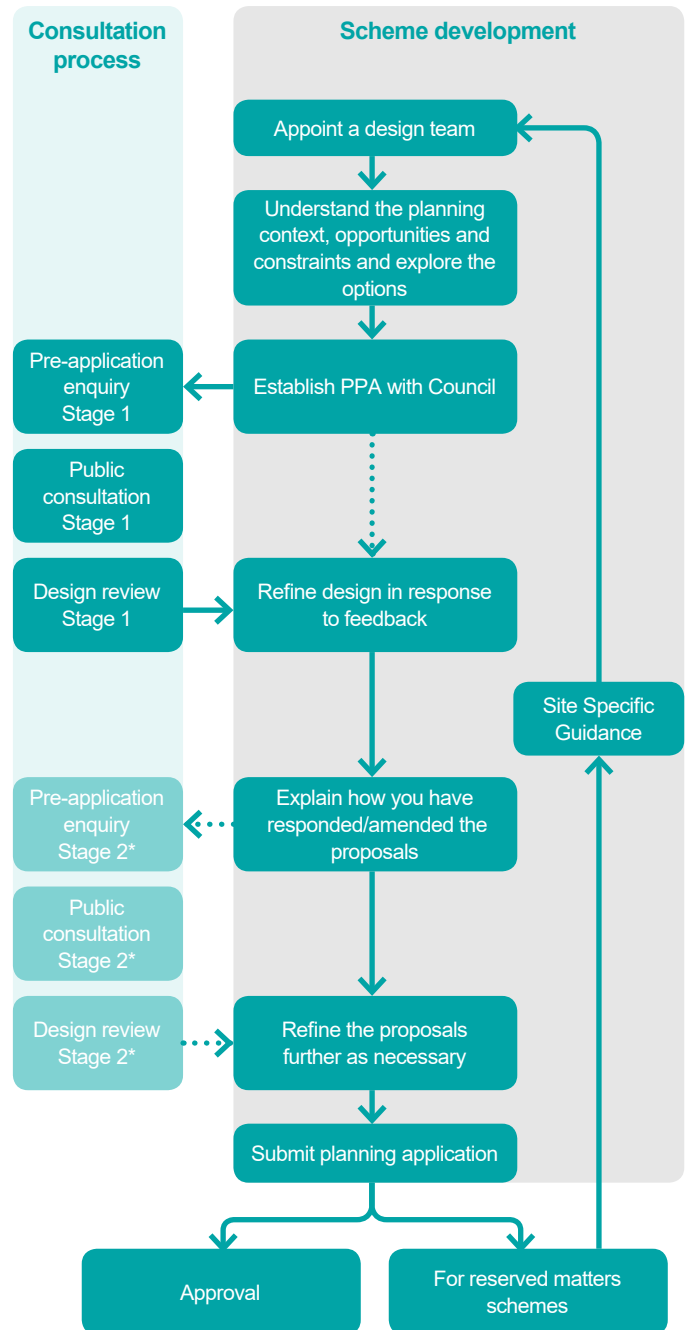 Consultation
process
Scheme development
Appoint a design team
Understand the planning
context, opportunities and
constraints and explore the
options
Pre-application
enquiry
Stage 1
Establish PPA with Council
Public
consultation
Stage 1
Design review
Stage 1
Refine design in response
to feedback
Site Specific
Guidance
Pre-application
enquiry
Stage 2*
Explain how you have
responded/amended the
proposals
Public
consultation
Stage 2*
Design review
Stage 2*
Refine the proposals
further as necessary
Submit planning application
Approval
For reserved matters
schemes